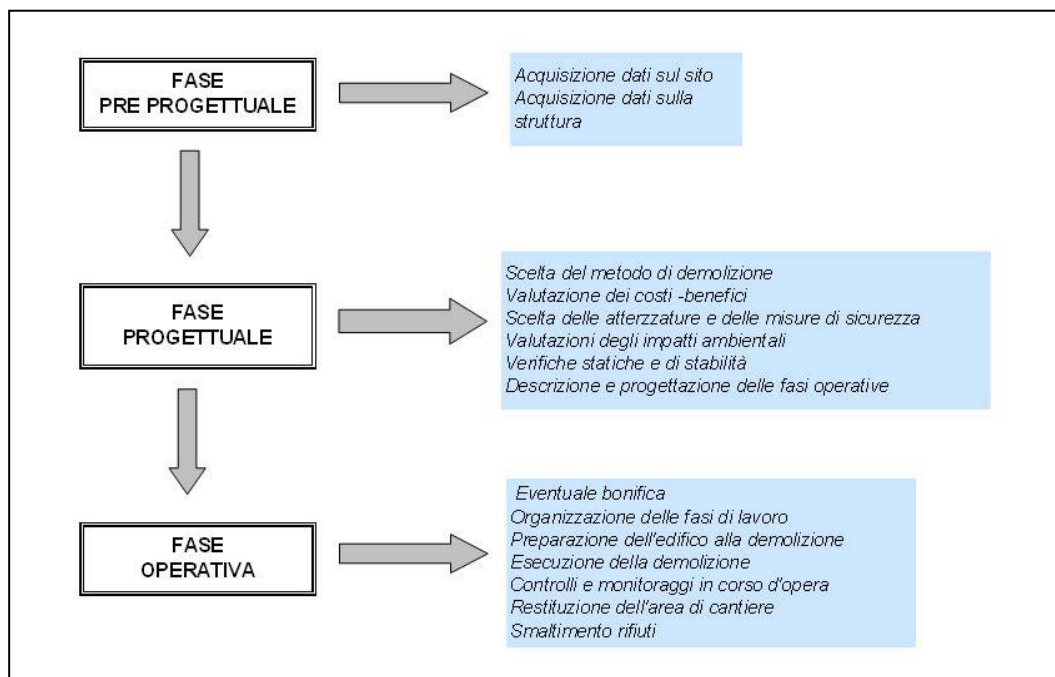 FASE
PRE PROGETTUALE
Acquisizione dati sul sito
Acquisizione dati sulla
struttura
FASE
PROGETTUALE
Scelta del metodo di demolizione
Valutazione dei costi -benefici
Scelta delle atterzzature e delle misure di sicurezza
Valutazioni degli impatti ambientali
Verifiche statiche e di stabilità
Descrizione e progettazione delle fasi operative
FASE
OPERATIVA
Eventuale bonifica
Organizzazione delle fasi di lavoro
Preparazione dell'edifico alla demolizione
Esecuzione della demolizione
Controlli e monitoraggi in corso d'opera
Restituzione dell'area di cantiere
Smaltimento rifiuti